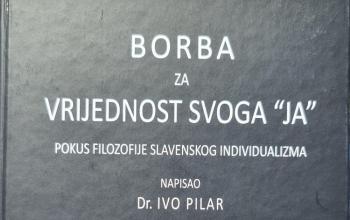 BORBA
ZA
VRIJEDNOST SVOGA “JA”
POKUS FILOZOFIJE SLAVENSKOG INDIVIDUALIZMA
NAPISAO
Dr. IVO PILAR